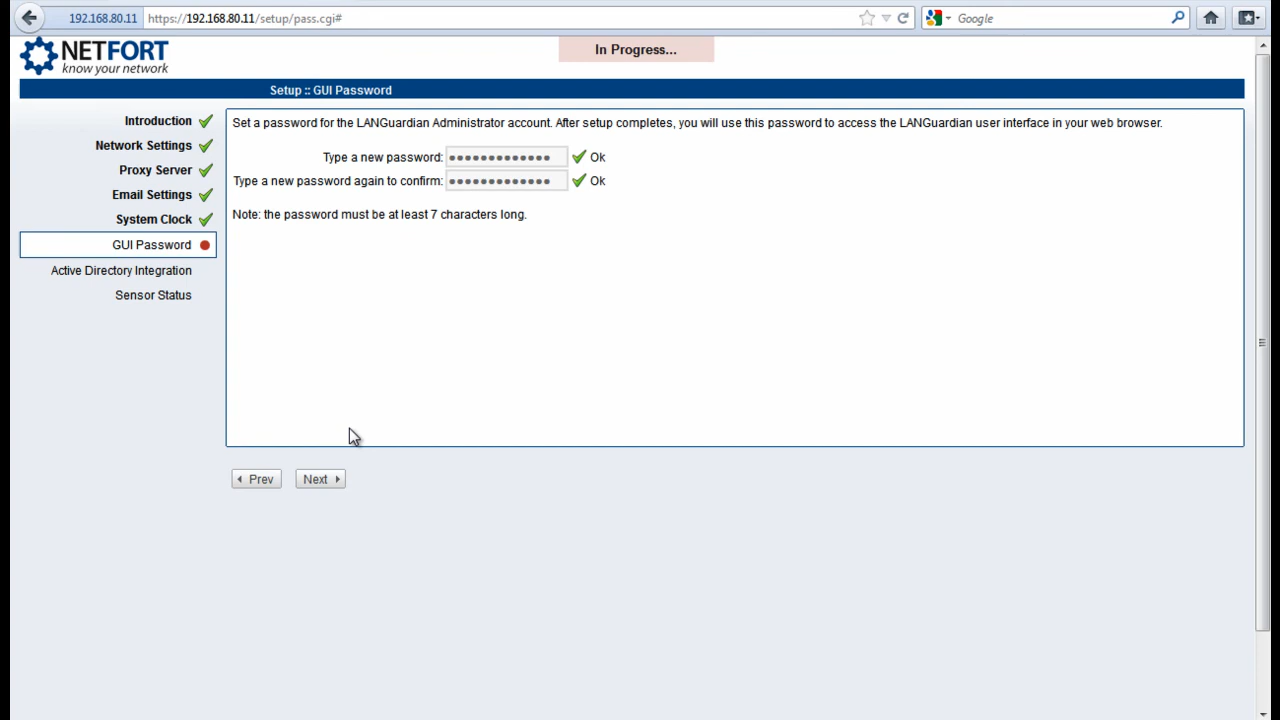 192.168.80.11 https://192.168.80.11/setup/pass.cgi# Google
NETFORT
know your network
In Progress...
Setup :: GUI Password
Introduction
Network Settings
Proxy Server
Email Settings
System Clock
GUI Password
Active Directory Integration
Sensor Status
Set a password for the LANGuardian Administrator account. After setup completes, you will use this password to access the LANGuardian user interface in your web browser.
Type a new password: ●●●●●●●●●●●●● Ok
Type a new password again to confirm: ●●●●●●●●●●●●● Ok
Note: the password must be at least 7 characters long.
Prev Next